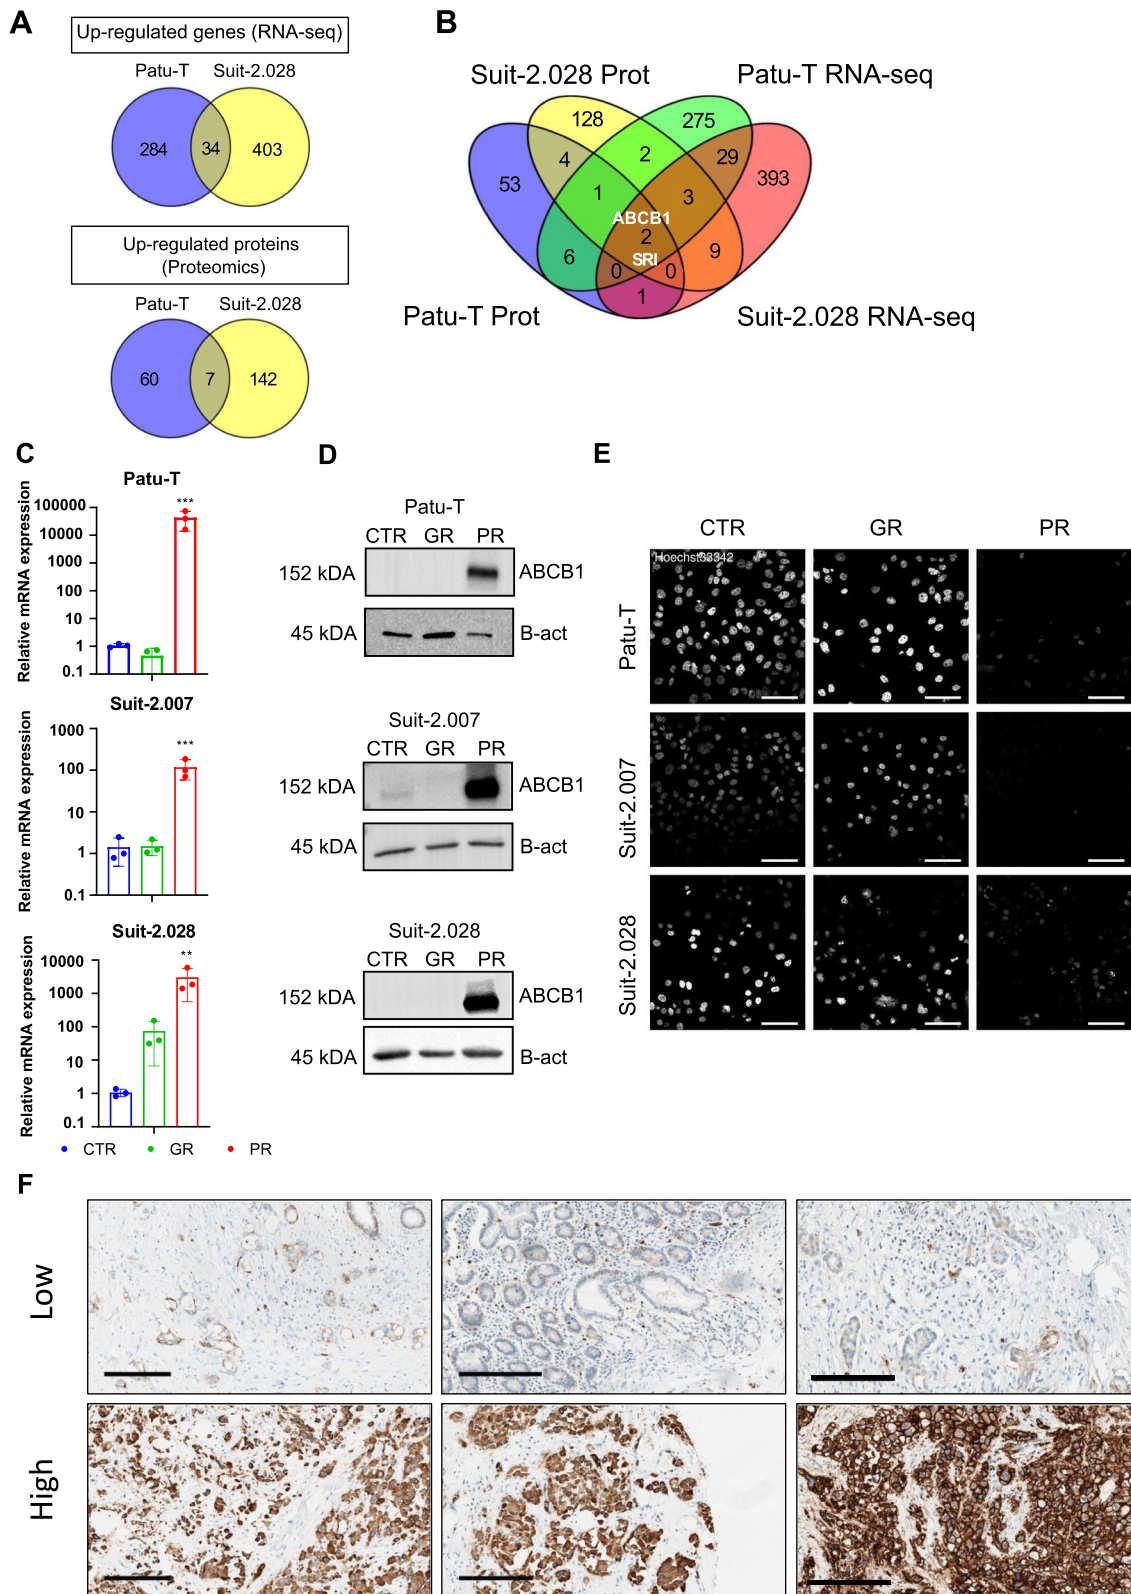 A
Up-regulated genes (RNA-seq)
Patu-T Suit-2.028
284 34 403
Up-regulated proteins
(Proteomics)
Patu-T Suit-2.028
60 7 142
B
Suit-2.028 Prot Patu-T RNA-seq
128 275
4 2 29
53 1 3 393
ABCB1
2
6 9
SRI
0 0
1
Patu-T Prot Suit-2.028 RNA-seq
C
Patu-T
Relative mRNA expression
100000
10000
1000
100
10
1
0.1
***
Suit-2.007
Relative mRNA expression
1000
100
10
1
0.1
***
Suit-2.028
Relative mRNA expression
10000
1000
100
10
1
0.1
**
CTR GR PR
D
Patu-T
CTR GR PR
152 kDA ABCB1
45 kDA B-act
Suit-2.007
CTR GR PR
152 kDA ABCB1
45 kDA B-act
Suit-2.028
CTR GR PR
152 kDA ABCB1
45 kDA B-act
E
CTR GR PR
Hoechst33342
Patu-T
Suit-2.007
Suit-2.028
F
Low
High